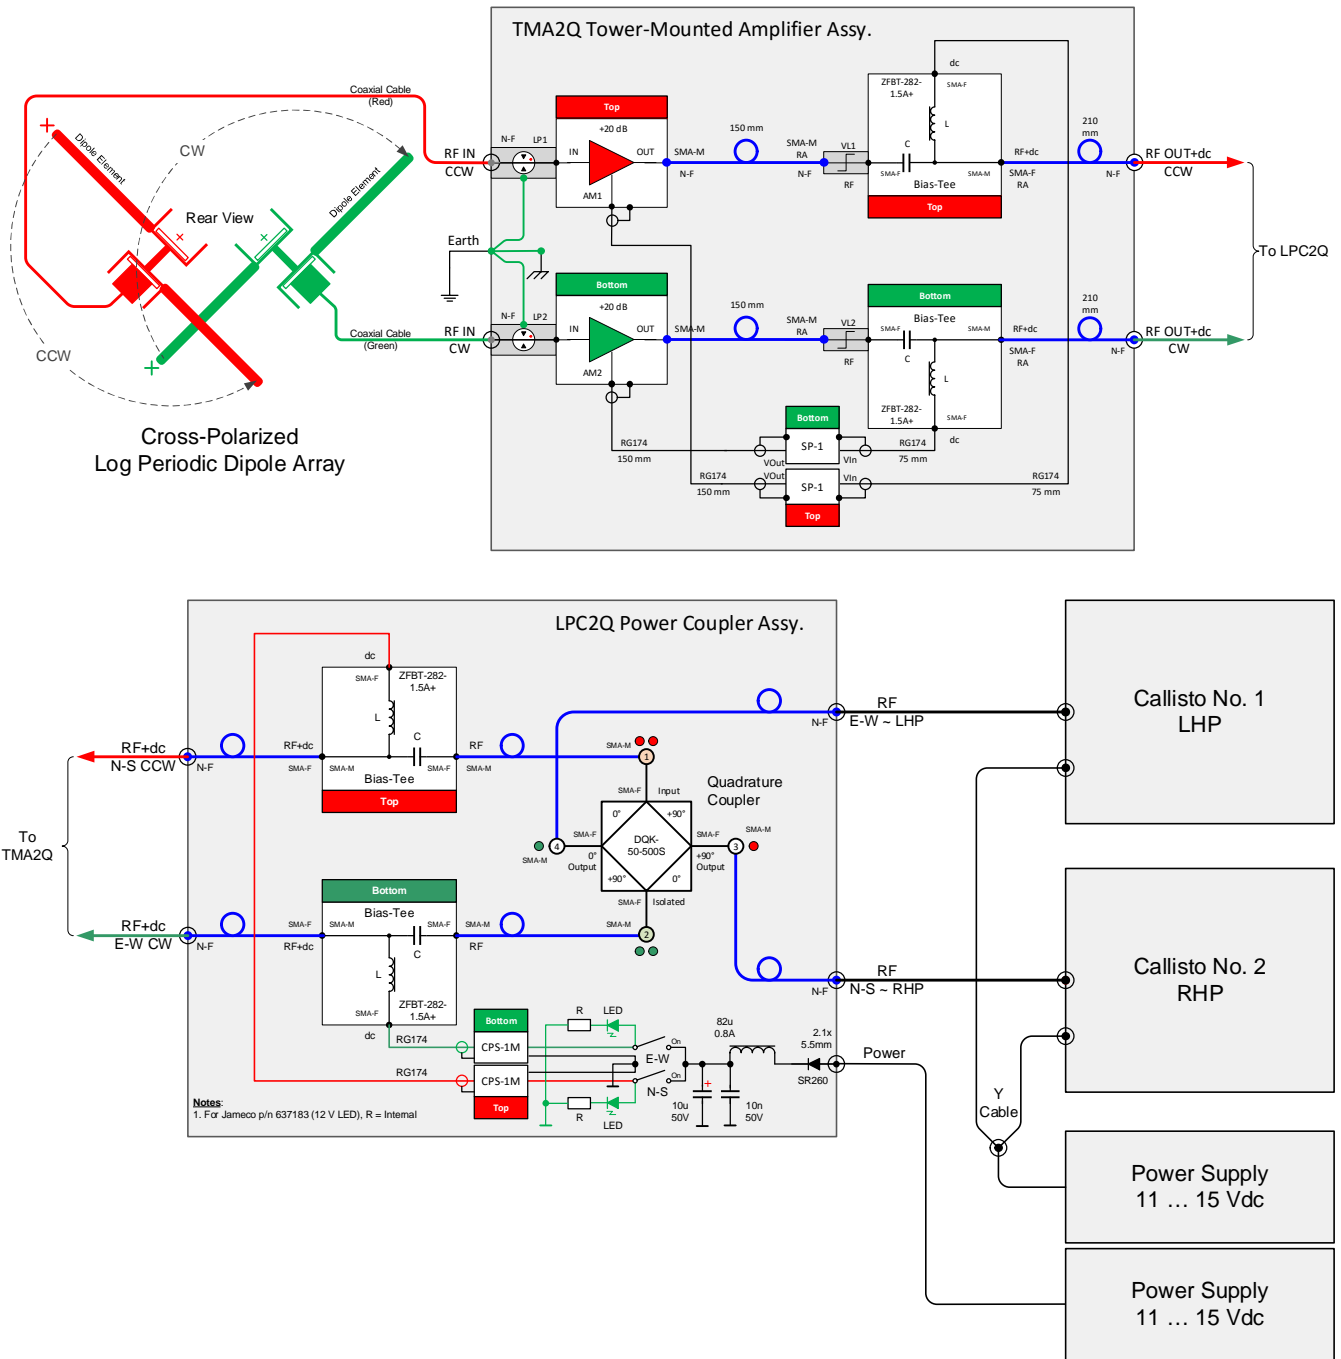 TMA2Q Tower-Mounted Amplifier Assy.
Coaxial Cable
(Red)
Dipole Element
CW
Dipole Element
Rear View
CCW
Coaxial Cable
(Green)
Cross-Polarized
Log Periodic Dipole Array
RF IN
CCW
N-F
LP1
Top
+20 dB
IN
OUT
AM1
SMA-M
N-F
150 mm
SMA-M
RA
N-F
VL1
RF
dc
ZFBT-282-
1.5A+
SMA-F
L
C
SMA-F
SMA-M
Bias-Tee
Top
RF+dc
SMA-F
RA
210
mm
N-F
RF OUT+dc
CCW
Earth
To LPC2Q
RF IN
CW
N-F
LP2
Bottom
+20 dB
IN
OUT
AM2
SMA-M
150 mm
SMA-M
RA
VL2
RF
Bottom
Bias-Tee
SMA-F
SMA-M
C
L
ZFBT-282-
1.5A+
SMA-F
dc
RF+dc
SMA-F
RA
210
mm
N-F
RF OUT+dc
CW
Bottom
SP-1
RG174
150 mm
VOut
VIn
RG174
75 mm
RG174
150 mm
VOut
SP-1
VIn
RG174
75 mm
Top
LPC2Q Power Coupler Assy.
dc
SMA-F
ZFBT-282-
1.5A+
L
C
RF+dc
N-S CCW
N-F
RF+dc
SMA-F
SMA-M
SMA-F
Bias-Tee
Top
RF
SMA-M
SMA-M
1
SMA-F
Input
Quadrature
Coupler
0°
+90°
DQK-
50-500S
+90°
0°
4
SMA-M
SMA-F
0°
Output
SMA-F
+90°
Output
3
SMA-M
SMA-F
Isolated
SMA-M
2
N-F
RF
E-W ~ LHP
Callisto No. 1
LHP
To
TMA2Q
RF+dc
E-W CW
N-F
SMA-F
RF+dc
Bottom
Bias-Tee
SMA-M
SMA-F
C
L
SMA-F
ZFBT-282-
1.5A+
dc
SMA-M
RF
N-F
RF
N-S ~ RHP
Callisto No. 2
RHP
RG174
Bottom
CPS-1M
RG174
CPS-1M
Top
R
LED
On
E-W
On
N-S
R
LED
82u
0.8A
10u
50V
10n
50V
2.1x
5.5mm
SR260
Power
Notes:
1. For Jameco p/n 637183 (12 V LED), R = Internal
Y
Cable
Power Supply
11 … 15 Vdc
Power Supply
11 … 15 Vdc